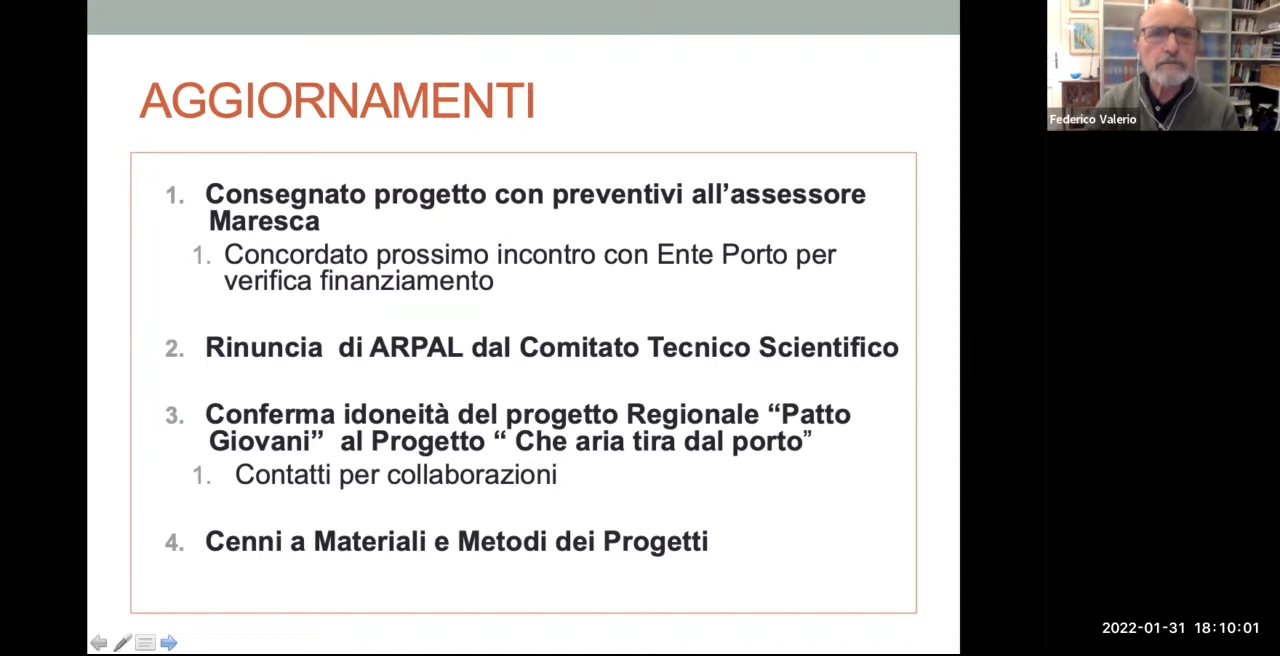 AGGIORNAMENTI
1. Consegnato progetto con preventivi all’assessore
Maresca
1. Concordato prossimo incontro con Ente Porto per
verifica finanziamento
2. Rinuncia di ARPAL dal Comitato Tecnico Scientifico
3. Conferma idoneità del progetto Regionale “Patto
Giovani” al Progetto “ Che aria tira dal porto”
1. Contatti per collaborazioni
4. Cenni a Materiali e Metodi dei Progetti
Federico Valerio
2022-01-31 18:10:01